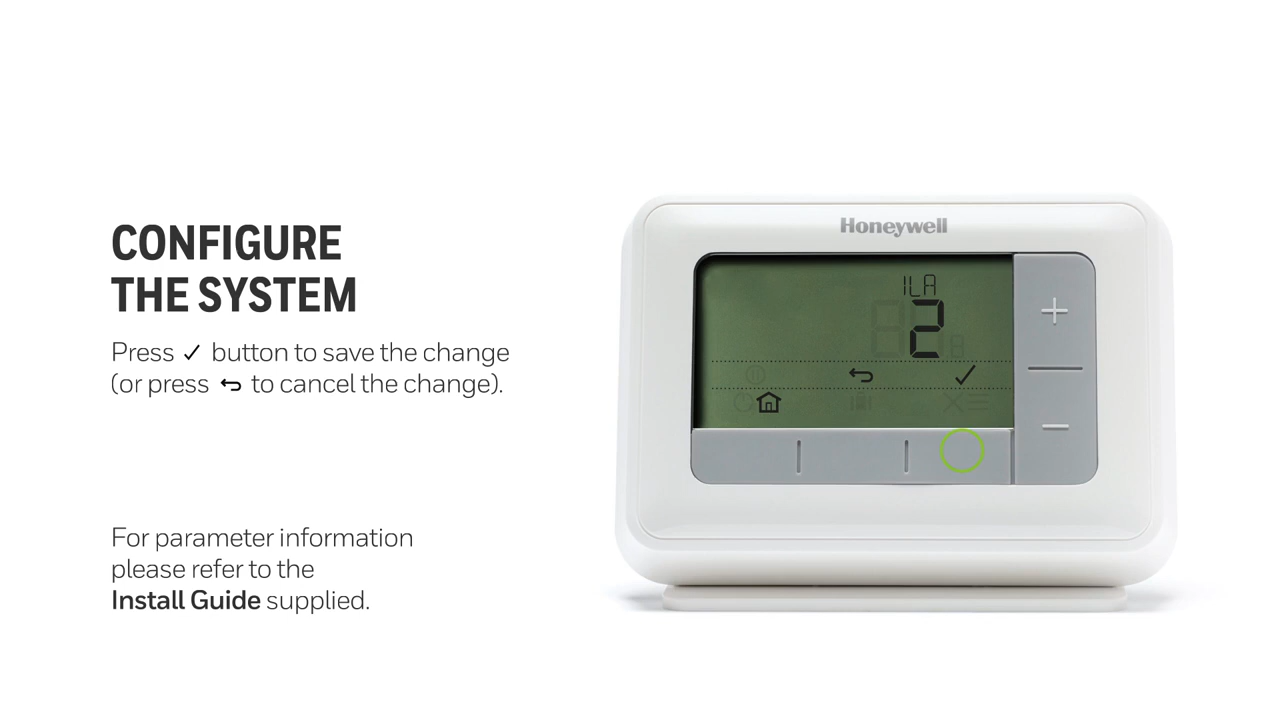 CONFIGURE
THE SYSTEM
Press ✓ button to save the change
(or press ↩ to cancel the change).
For parameter information
please refer to the
Install Guide supplied.
Honeywell
1LA
2
+
−